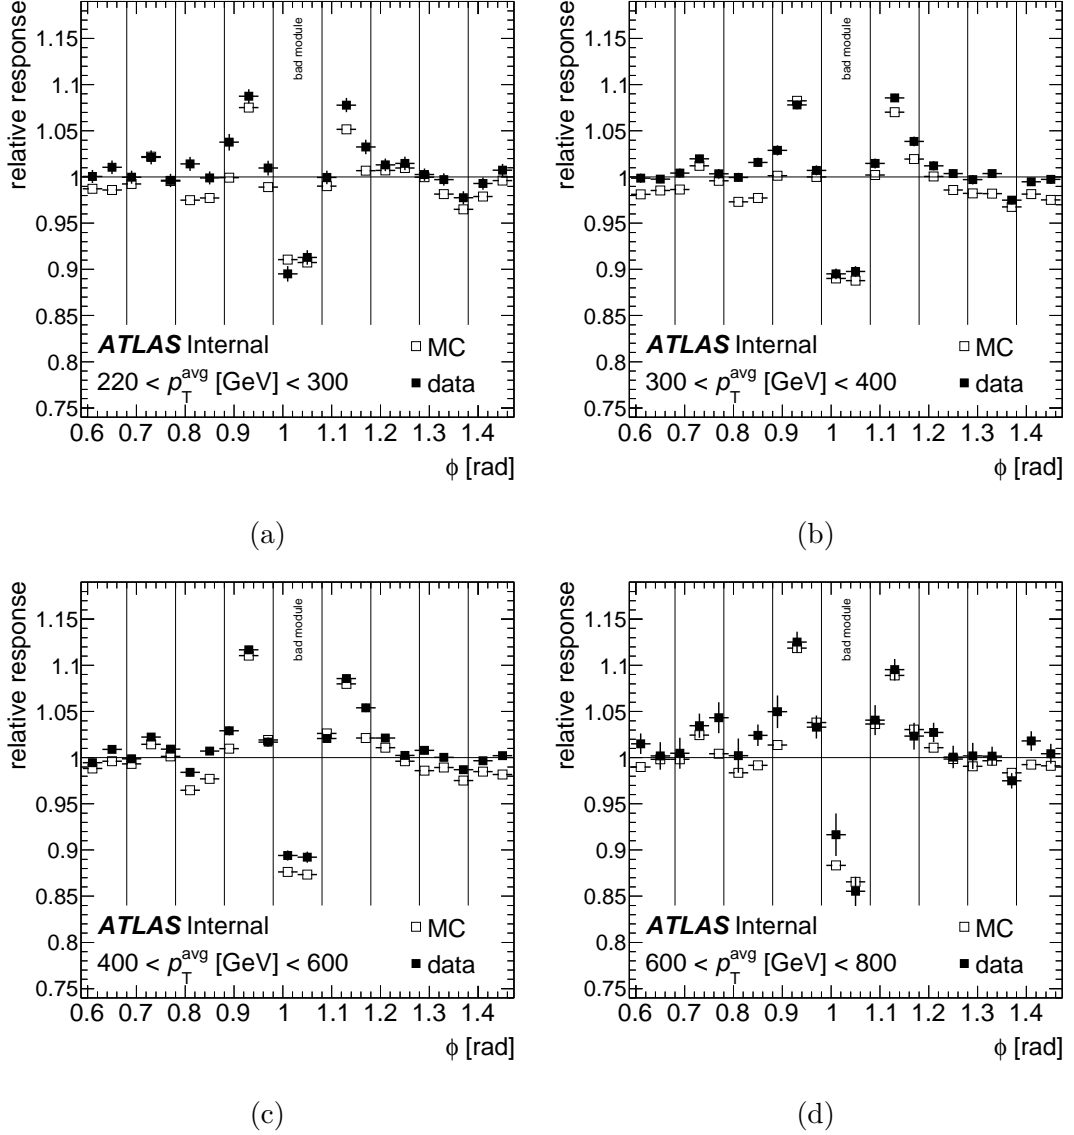 relative response
bad module
1.15
1.1
1.05
1
0.95
0.9
0.85
0.8
0.75
ATLAS Internal
220 < p_T^avg [GeV] < 300
MC
data
0.6 0.7 0.8 0.9 1 1.1 1.2 1.3 1.4
ϕ [rad]
(a)
relative response
bad module
1.15
1.1
1.05
1
0.95
0.9
0.85
0.8
0.75
ATLAS Internal
300 < p_T^avg [GeV] < 400
MC
data
0.6 0.7 0.8 0.9 1 1.1 1.2 1.3 1.4
ϕ [rad]
(b)
relative response
bad module
1.15
1.1
1.05
1
0.95
0.9
0.85
0.8
0.75
ATLAS Internal
400 < p_T^avg [GeV] < 600
MC
data
0.6 0.7 0.8 0.9 1 1.1 1.2 1.3 1.4
ϕ [rad]
(c)
relative response
bad module
1.15
1.1
1.05
1
0.95
0.9
0.85
0.8
0.75
ATLAS Internal
600 < p_T^avg [GeV] < 800
MC
data
0.6 0.7 0.8 0.9 1 1.1 1.2 1.3 1.4
ϕ [rad]
(d)